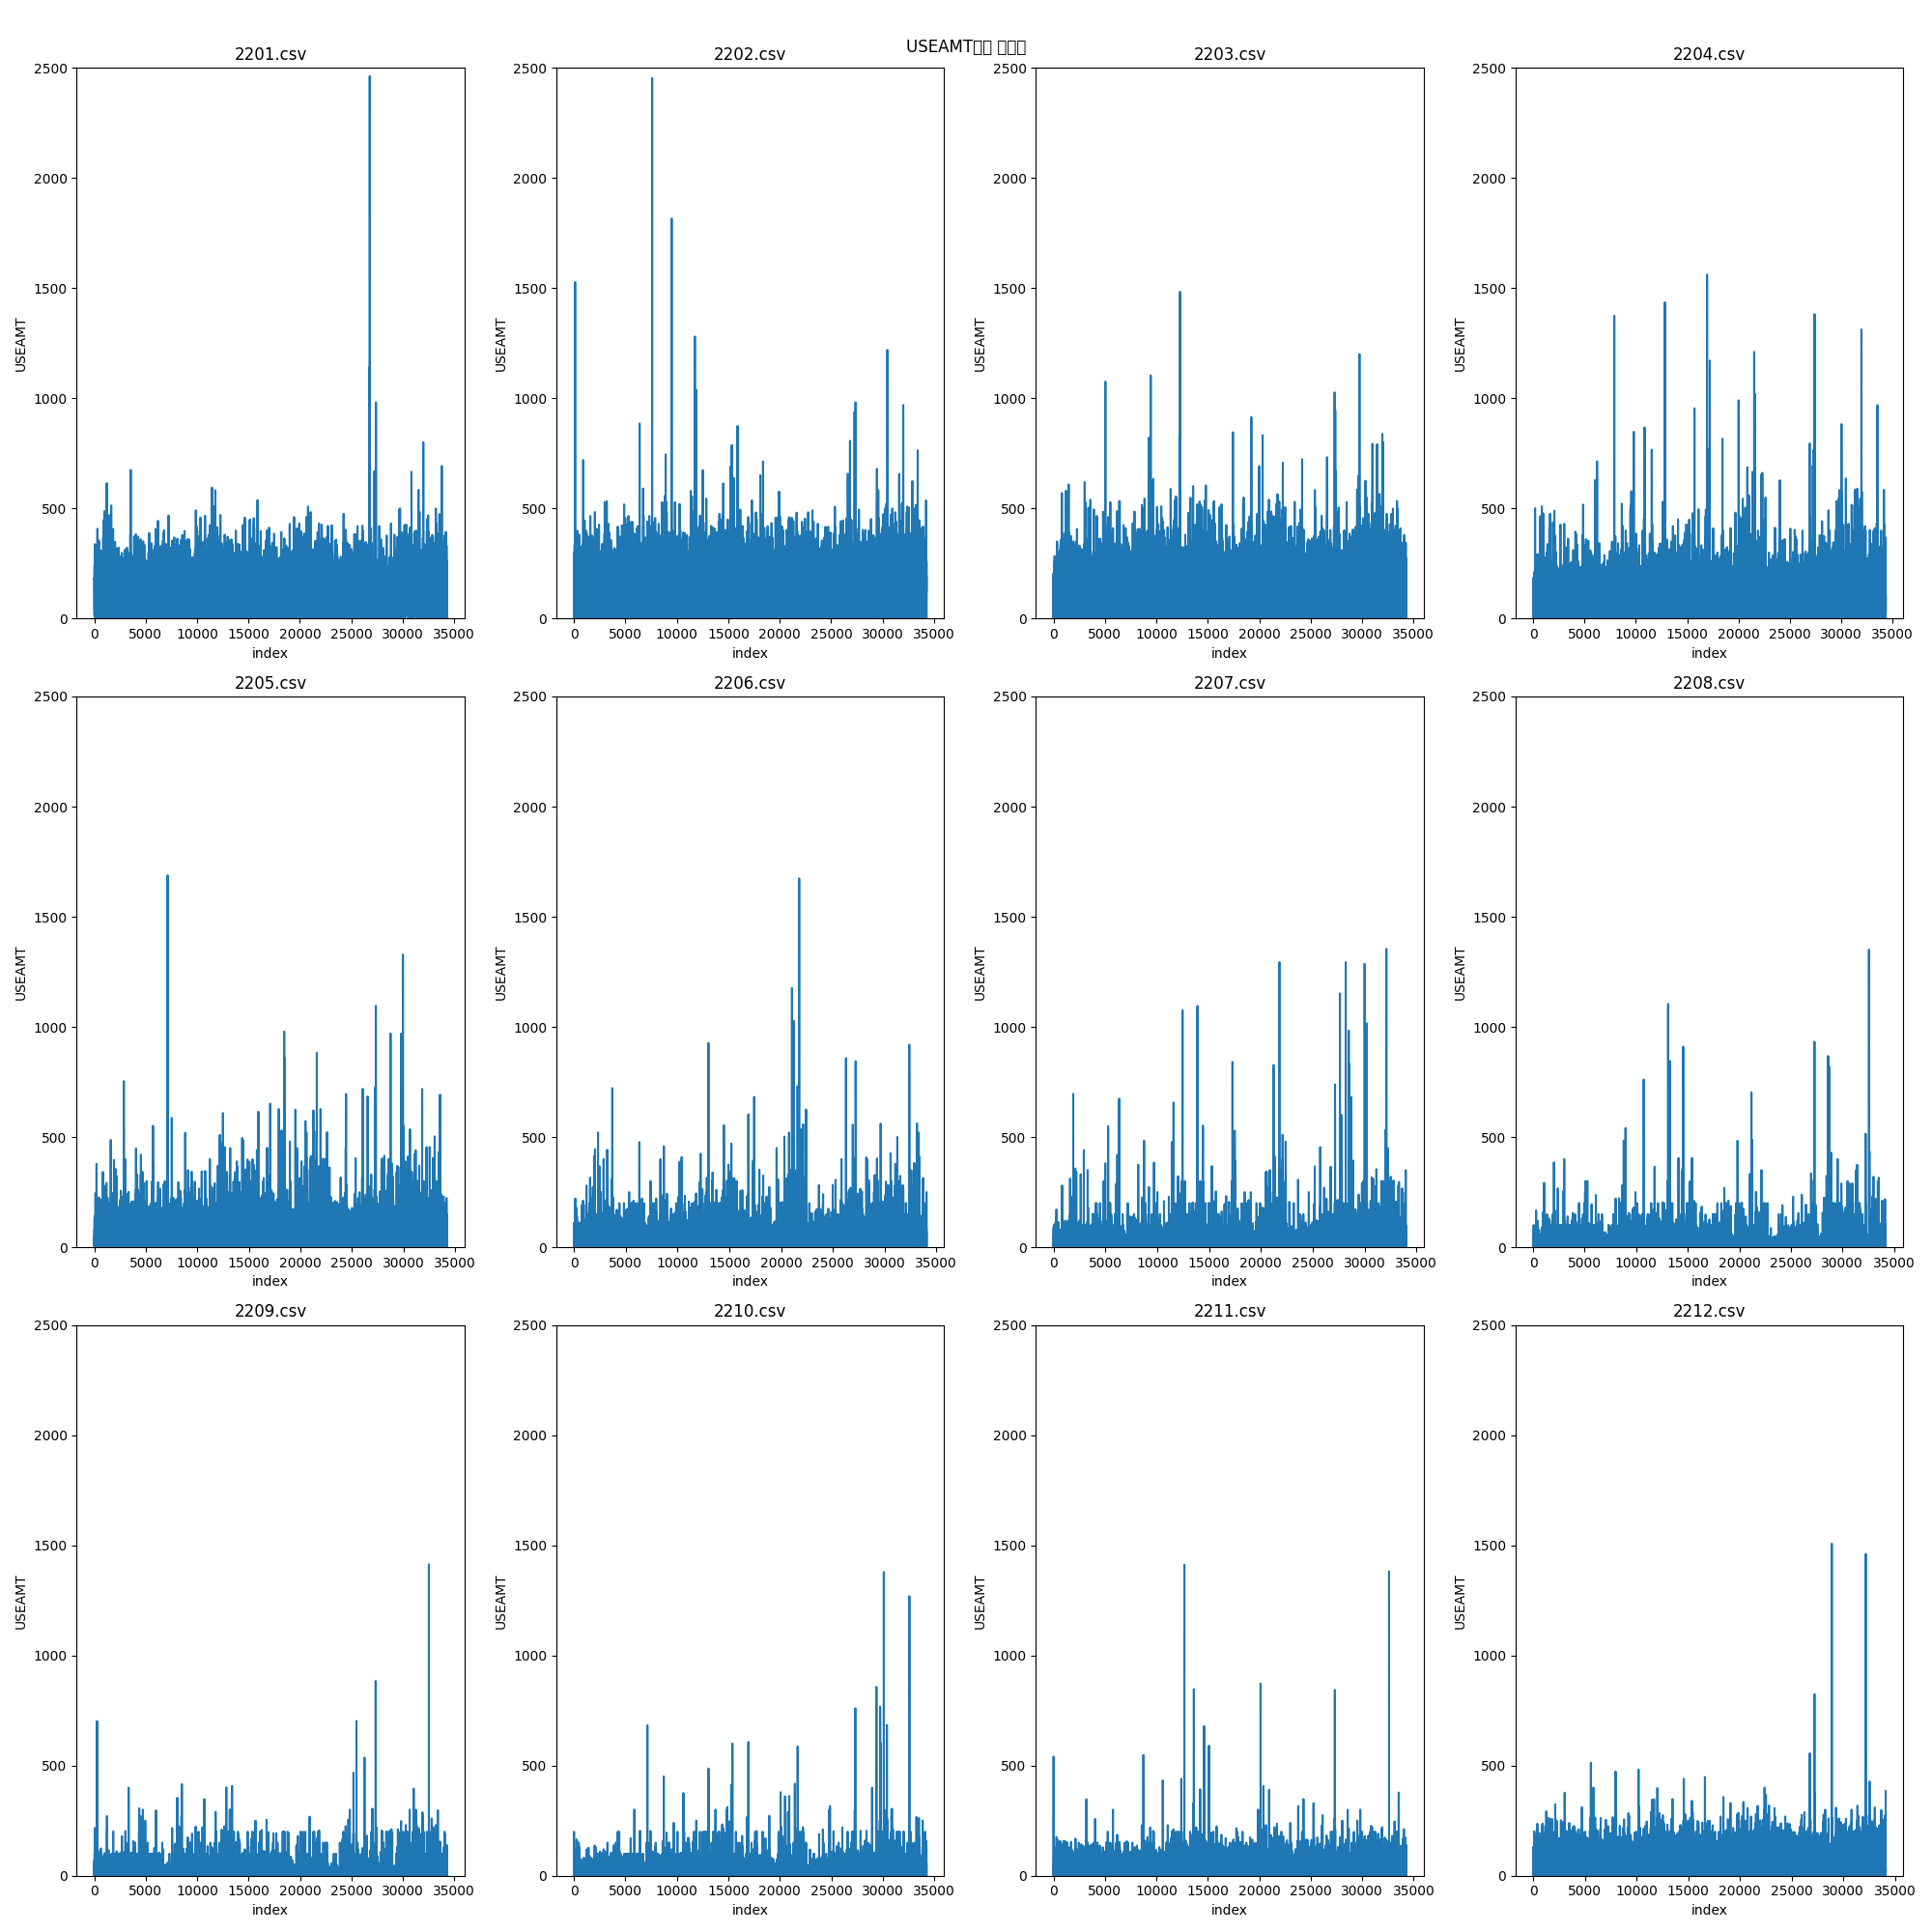 USEAMT
2201.csv 2202.csv 2203.csv 2204.csv
2500 2500 2500 2500
2000 2000 2000 2000
1500 1500 1500 1500
USEAMT USEAMT USEAMT USEAMT
1000 1000 1000 1000
500 500 500 500
0 0 0 0
0 5000 10000 15000 20000 25000 30000 35000 0 5000 10000 15000 20000 25000 30000 35000 0 5000 10000 15000 20000 25000 30000 35000 0 5000 10000 15000 20000 25000 30000 35000
index index index index
2205.csv 2206.csv 2207.csv 2208.csv
2500 2500 2500 2500
2000 2000 2000 2000
1500 1500 1500 1500
USEAMT USEAMT USEAMT USEAMT
1000 1000 1000 1000
500 500 500 500
0 0 0 0
0 5000 10000 15000 20000 25000 30000 35000 0 5000 10000 15000 20000 25000 30000 35000 0 5000 10000 15000 20000 25000 30000 35000 0 5000 10000 15000 20000 25000 30000 35000
index index index index
2209.csv 2210.csv 2211.csv 2212.csv
2500 2500 2500 2500
2000 2000 2000 2000
1500 1500 1500 1500
USEAMT USEAMT USEAMT USEAMT
1000 1000 1000 1000
500 500 500 500
0 0 0 0
0 5000 10000 15000 20000 25000 30000 35000 0 5000 10000 15000 20000 25000 30000 35000 0 5000 10000 15000 20000 25000 30000 35000 0 5000 10000 15000 20000 25000 30000 35000
index index index index